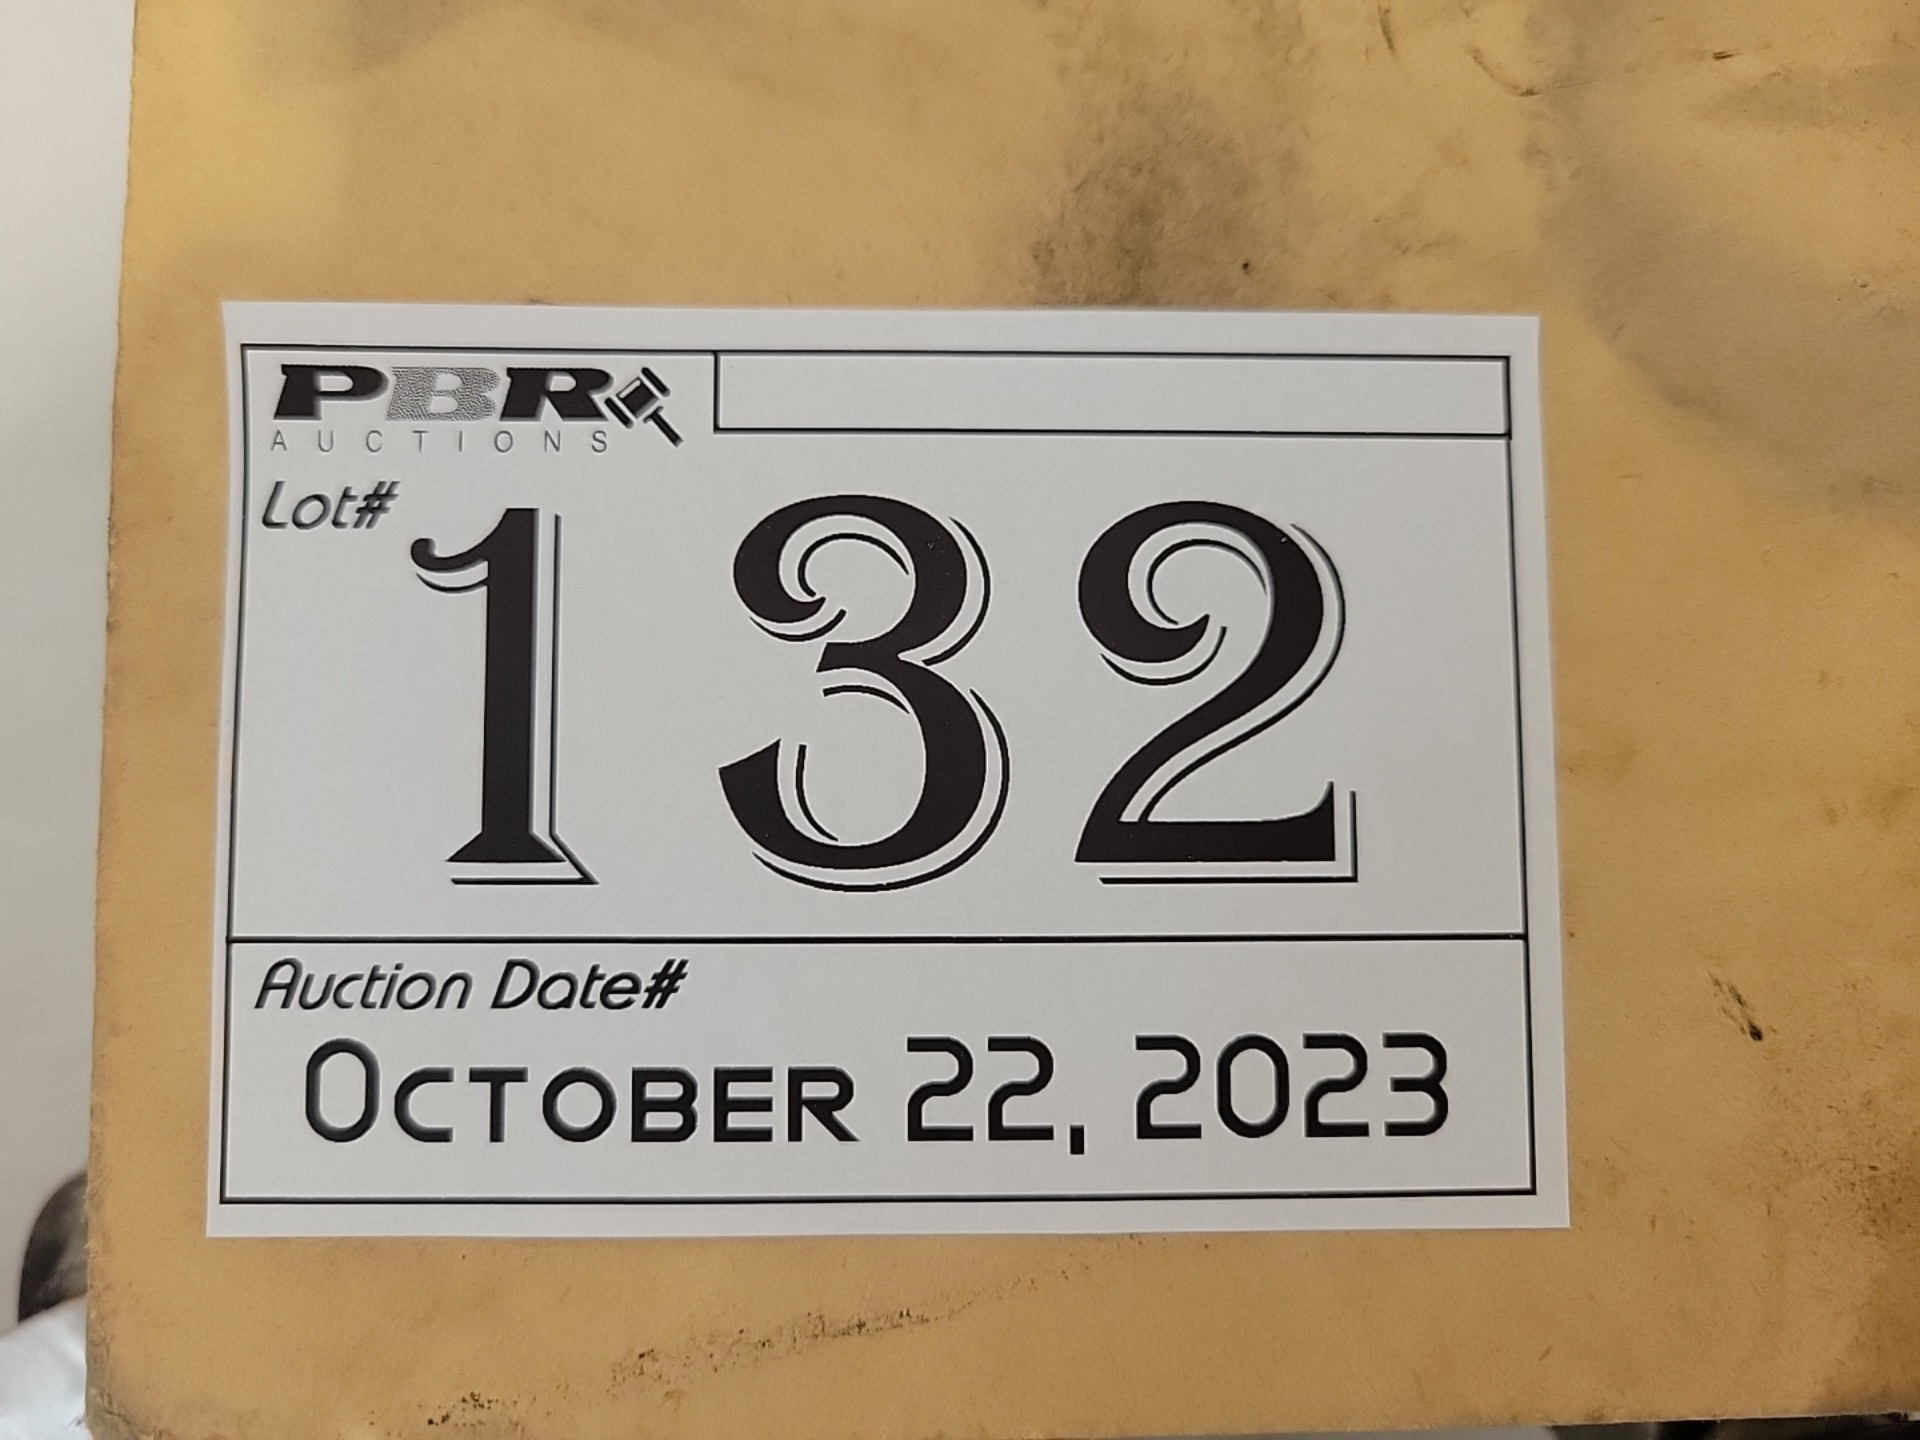 PBR
AUCTIONS
Lot#
132
Auction Date#
October 22, 2023